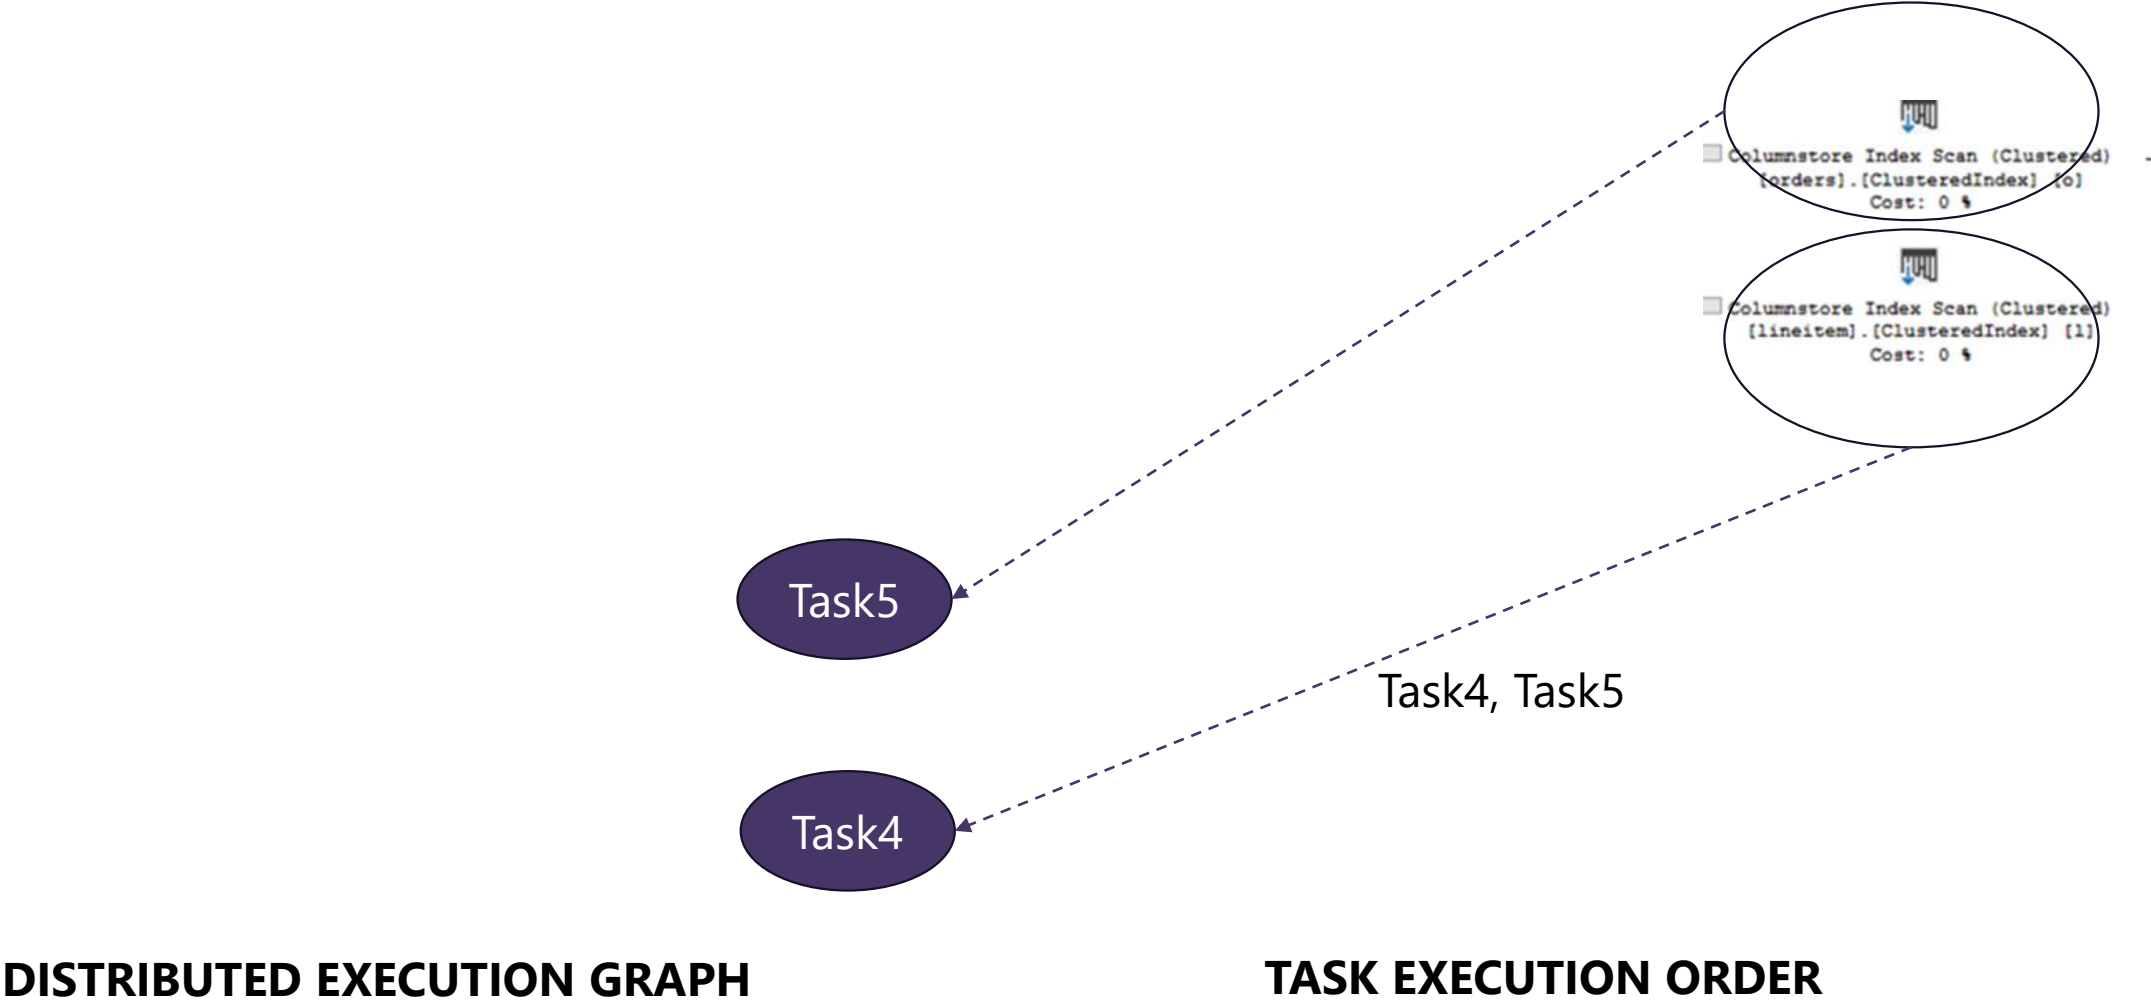 Columnstore Index Scan (Clustered)
[orders].[ClusteredIndex] [o]
Cost: 0 %
Columnstore Index Scan (Clustered)
[lineitem].[ClusteredIndex] [l]
Cost: 0 %
Task5
Task4, Task5
Task4
DISTRIBUTED EXECUTION GRAPH
TASK EXECUTION ORDER